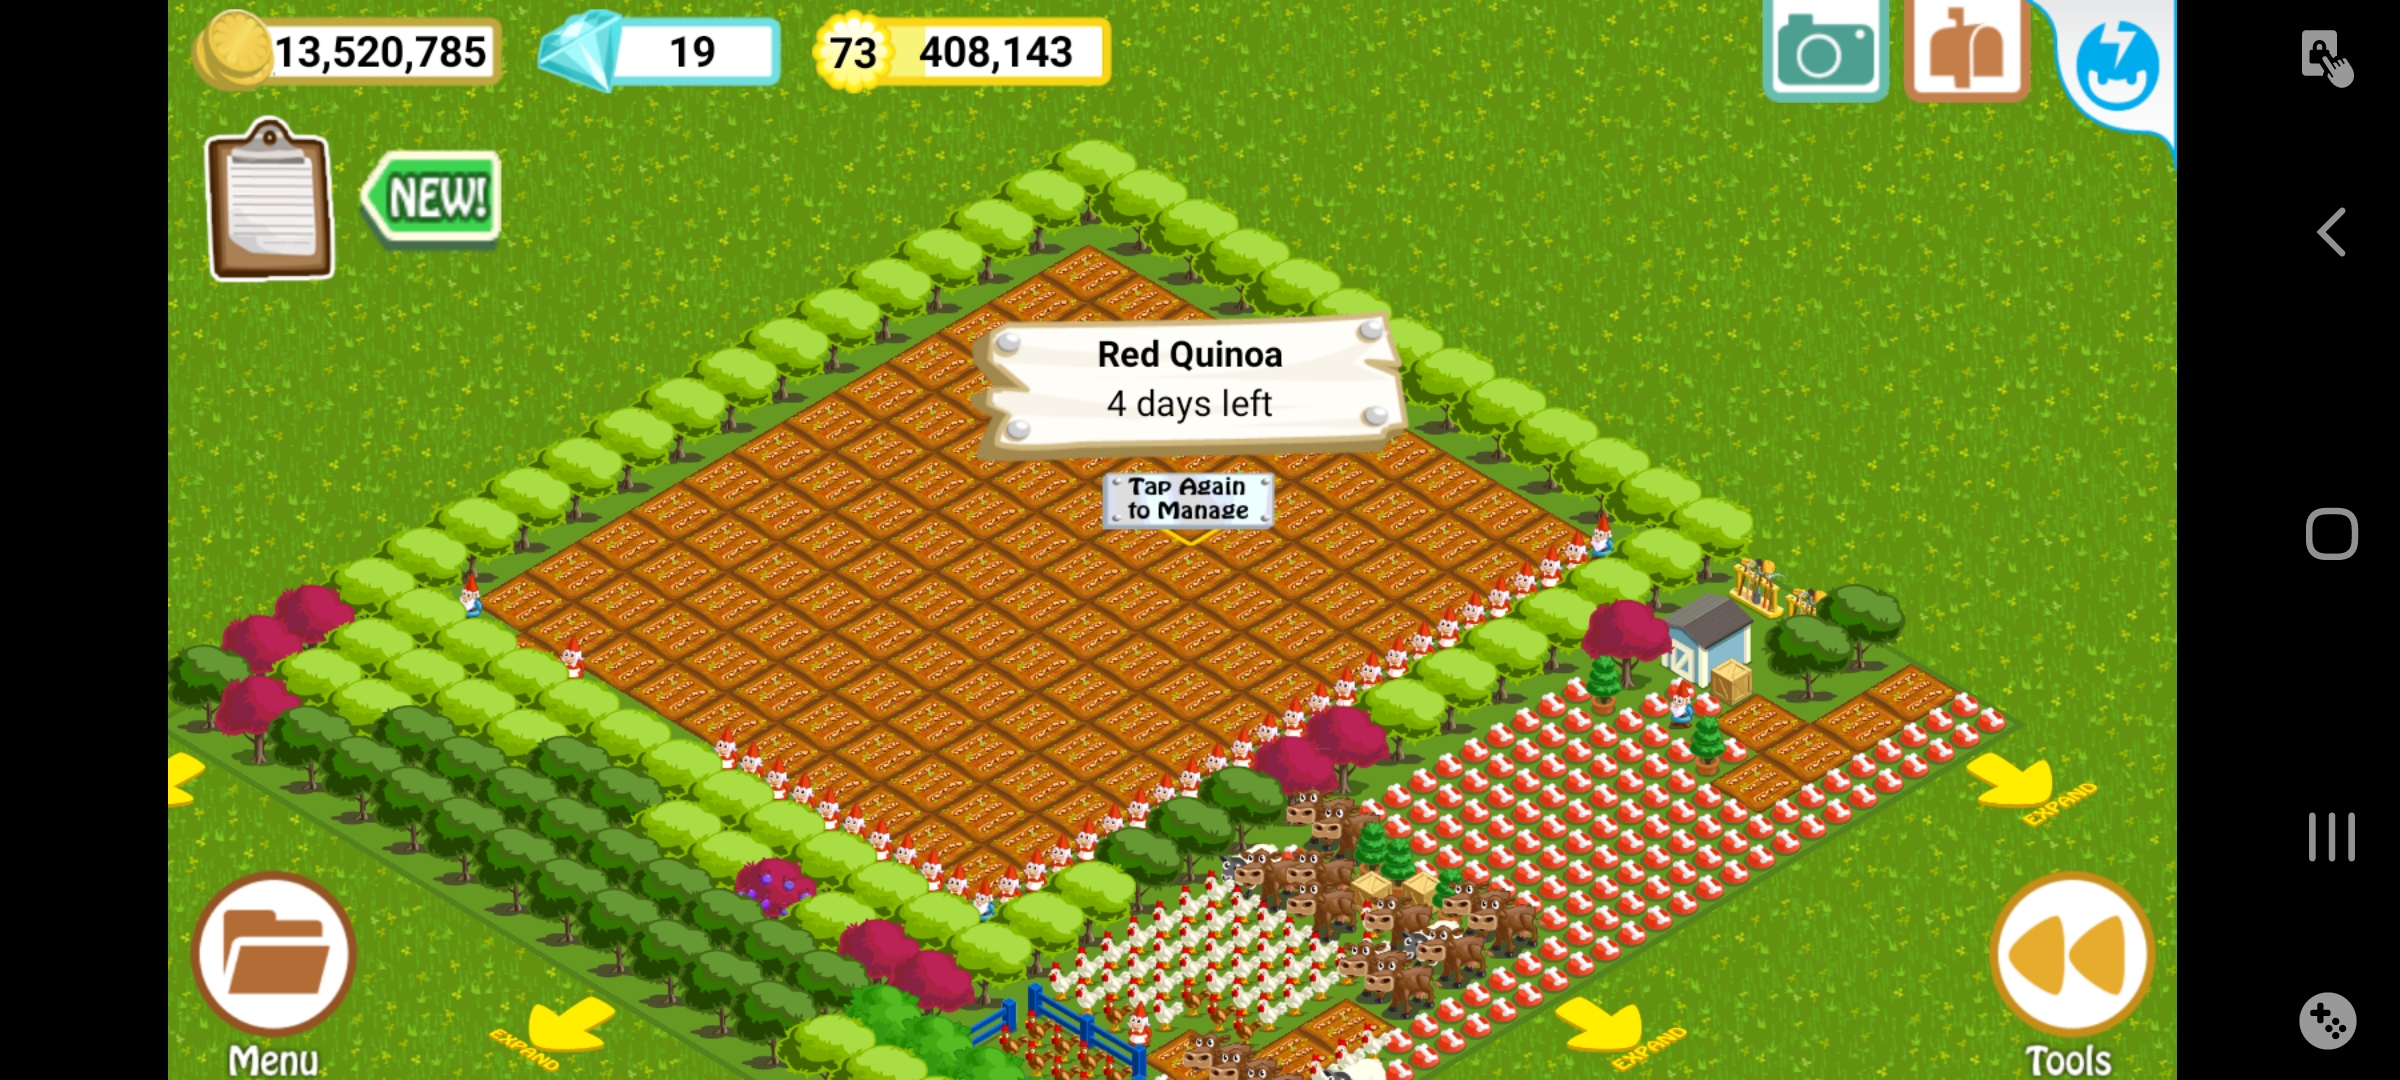 13,520,785
19
73
408,143
NEW!
Red Quinoa
4 days left
Tap Again
to Manage
EXPAND
EXPAND
EXPAND
Menu
Tools